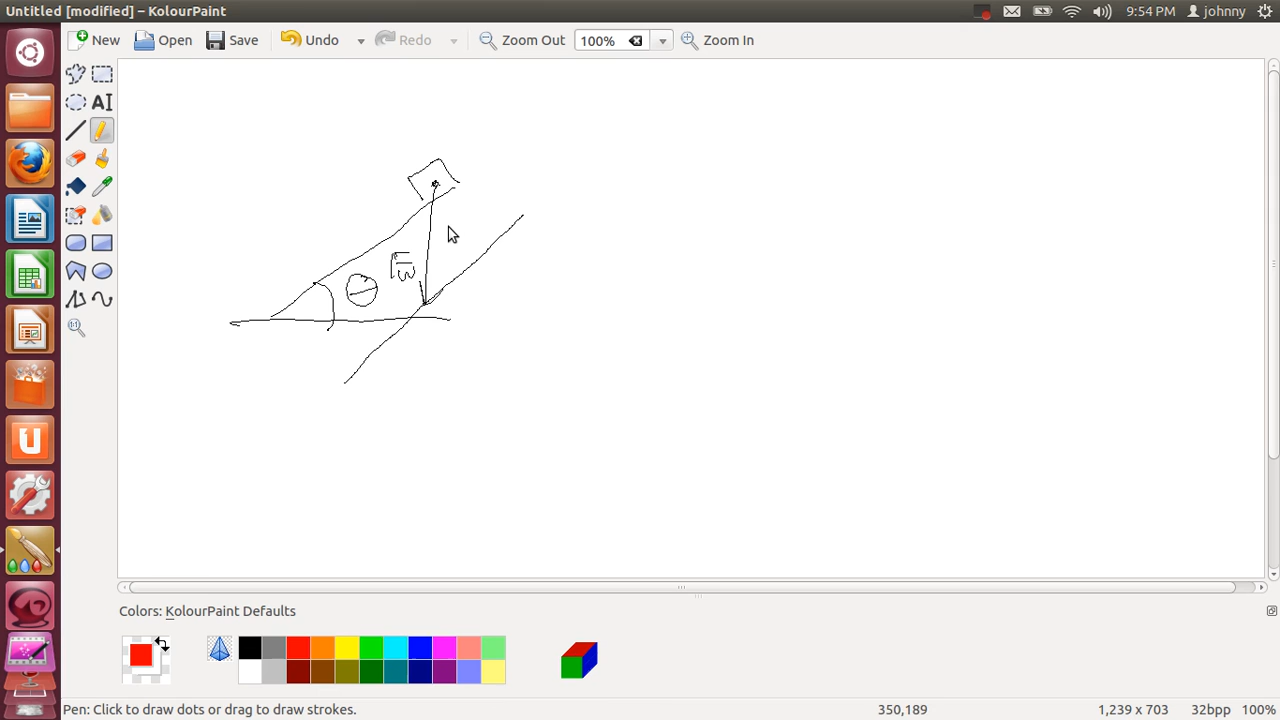 Untitled [modified] – KolourPaint
9:54 PM johnny
New Open Save Undo Redo Zoom Out 100% Zoom In
Colors: KolourPaint Defaults
Pen: Click to draw dots or drag to draw strokes. 350,189 1,239 x 703 32bpp 100%